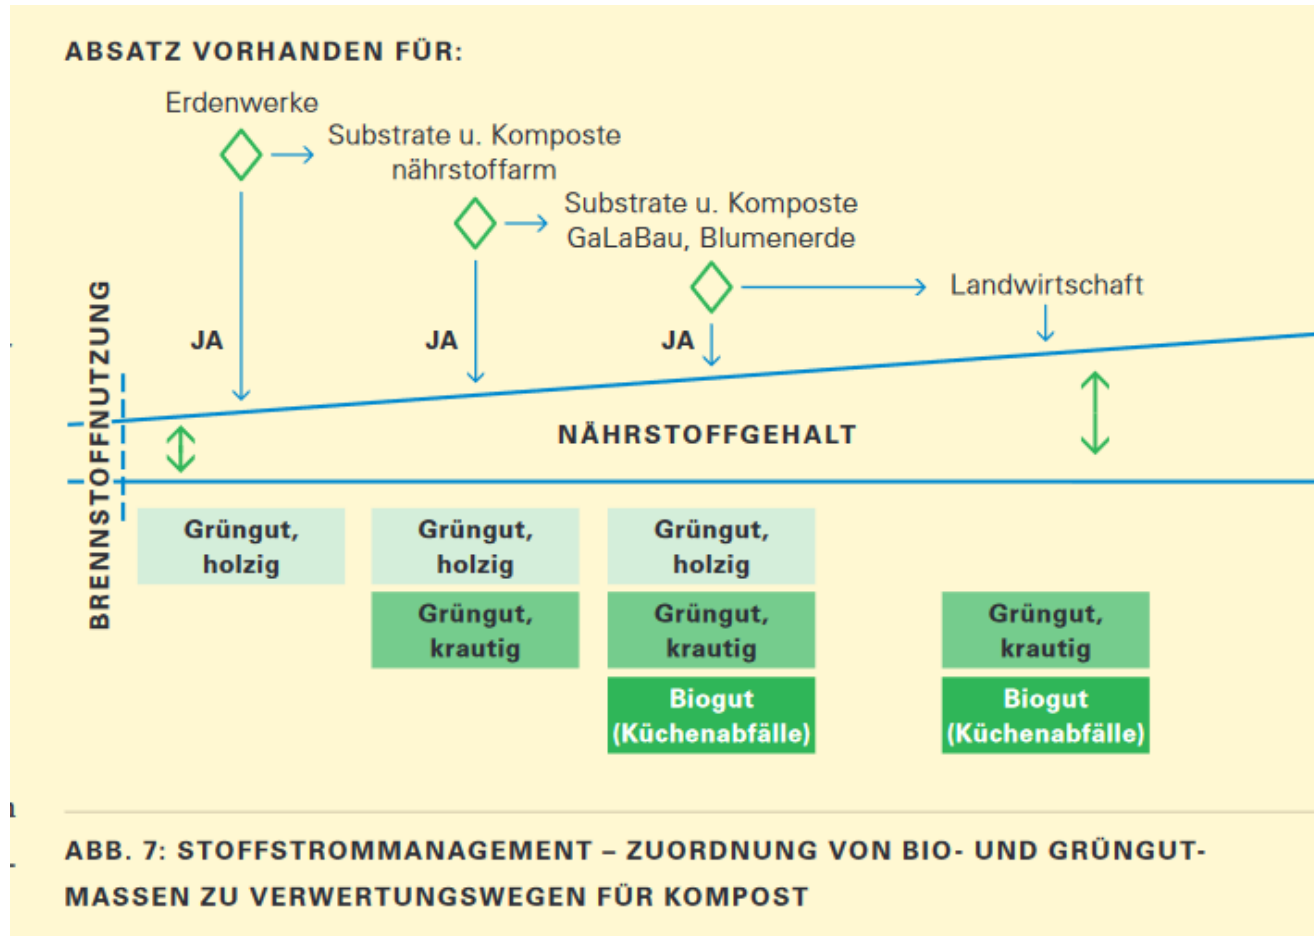 ABSATZ VORHANDEN FÜR:
Erdenwerke
Substrate u. Komposte
nährstoffarm
Substrate u. Komposte
GaLaBau, Blumenerde
Landwirtschaft
JA
JA
JA
BRENNSTOFFNUTZUNG
NÄHRSTOFFGEHALT
Grüngut,
holzig
Grüngut,
holzig
Grüngut,
krautig
Grüngut,
holzig
Grüngut,
krautig
Biogut
(Küchenabfälle)
Grüngut,
krautig
Biogut
(Küchenabfälle)
ABB. 7: STOFFSTROMMANAGEMENT – ZUORDNUNG VON BIO- UND GRÜNGUT-
MASSEN ZU VERWERTUNGSWEGEN FÜR KOMPOST